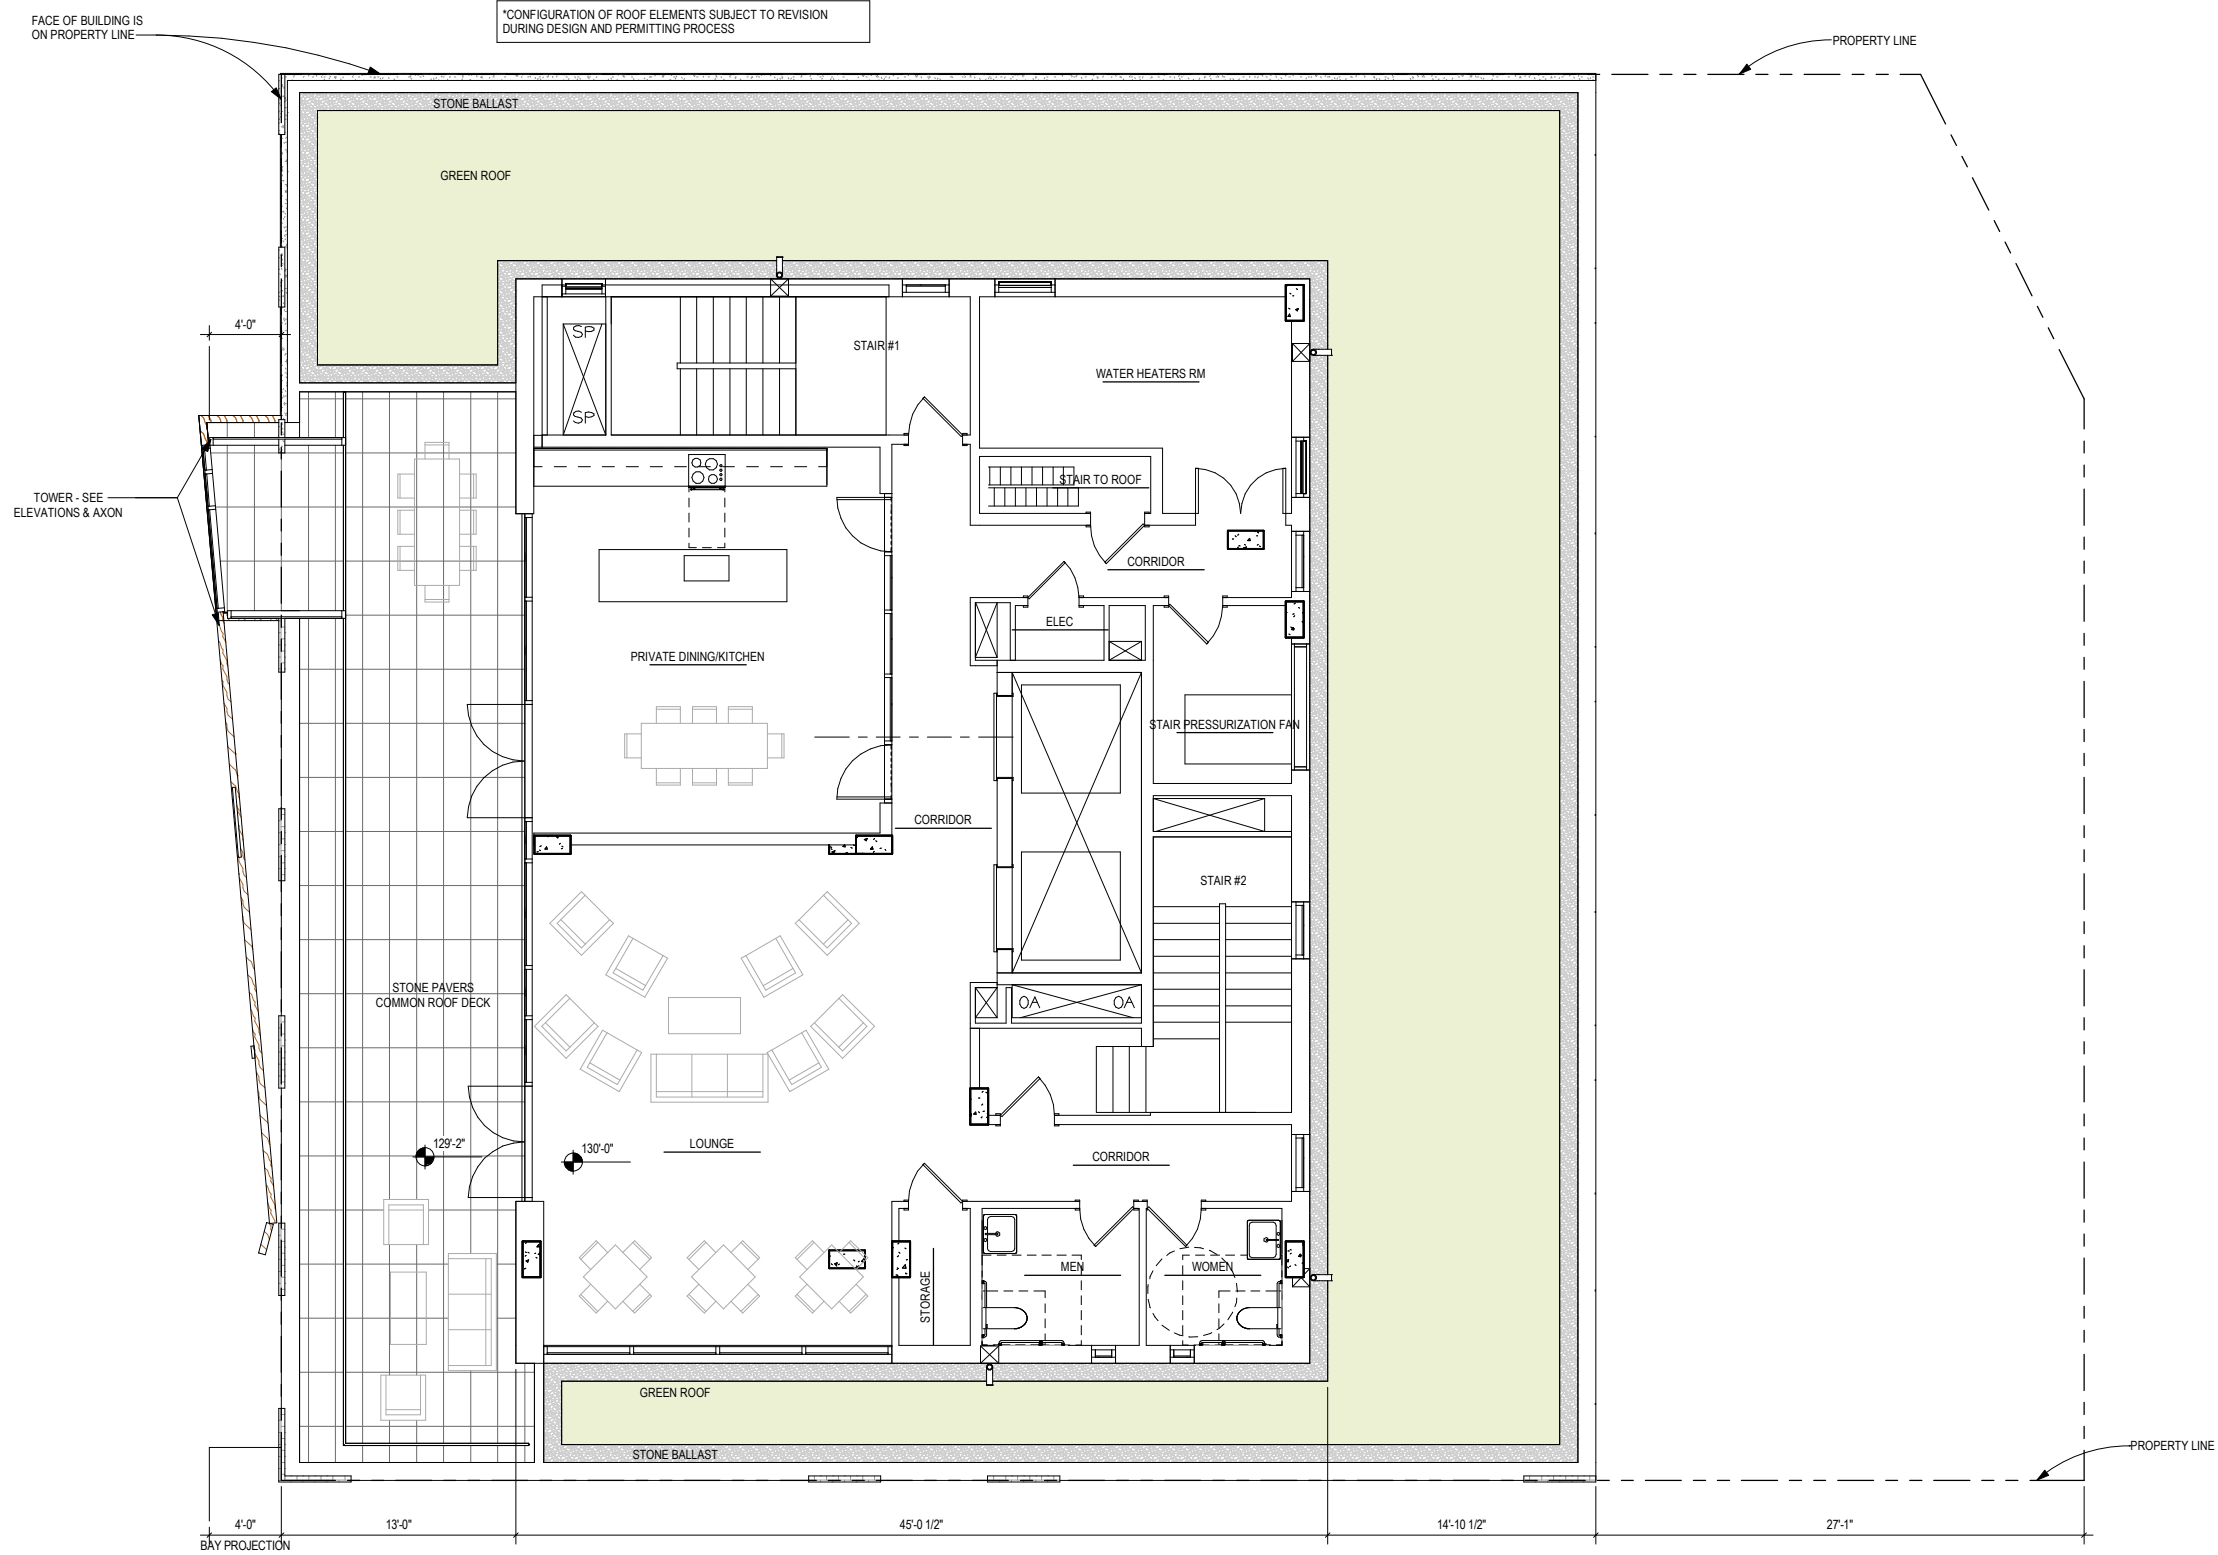 FACE OF BUILDING IS
ON PROPERTY LINE
*CONFIGURATION OF ROOF ELEMENTS SUBJECT TO REVISION
DURING DESIGN AND PERMITTING PROCESS
PROPERTY LINE
STONE BALLAST
GREEN ROOF
4'-0"
SP
STAIR #1
WATER HEATERS RM
SP
STAIR TO ROOF
TOWER - SEE
ELEVATIONS & AXON
CORRIDOR
ELEC
PRIVATE DINING/KITCHEN
STAIR PRESSURIZATION FAN
CORRIDOR
STAIR #2
STONE PAVERS
COMMON ROOF DECK
OA
OA
129'-2"
130'-0"
LOUNGE
CORRIDOR
MEN
WOMEN
STORAGE
GREEN ROOF
STONE BALLAST
PROPERTY LINE
4'-0"
13'-0"
45'-0 1/2"
14'-10 1/2"
27'-1"
BAY PROJECTION